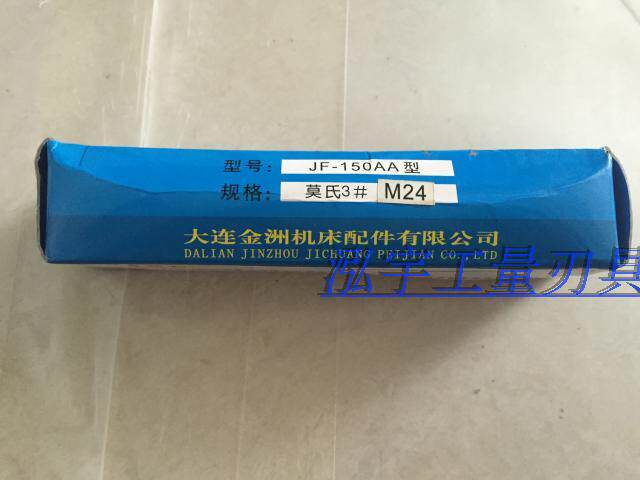 型号: JF-150AA型
规格: 莫氏3# M24
大连金洲机床配件有限公司
DALIAN JINZHOU JICHUANG PEIJIAN CO., LTD
泓宇工量刃具